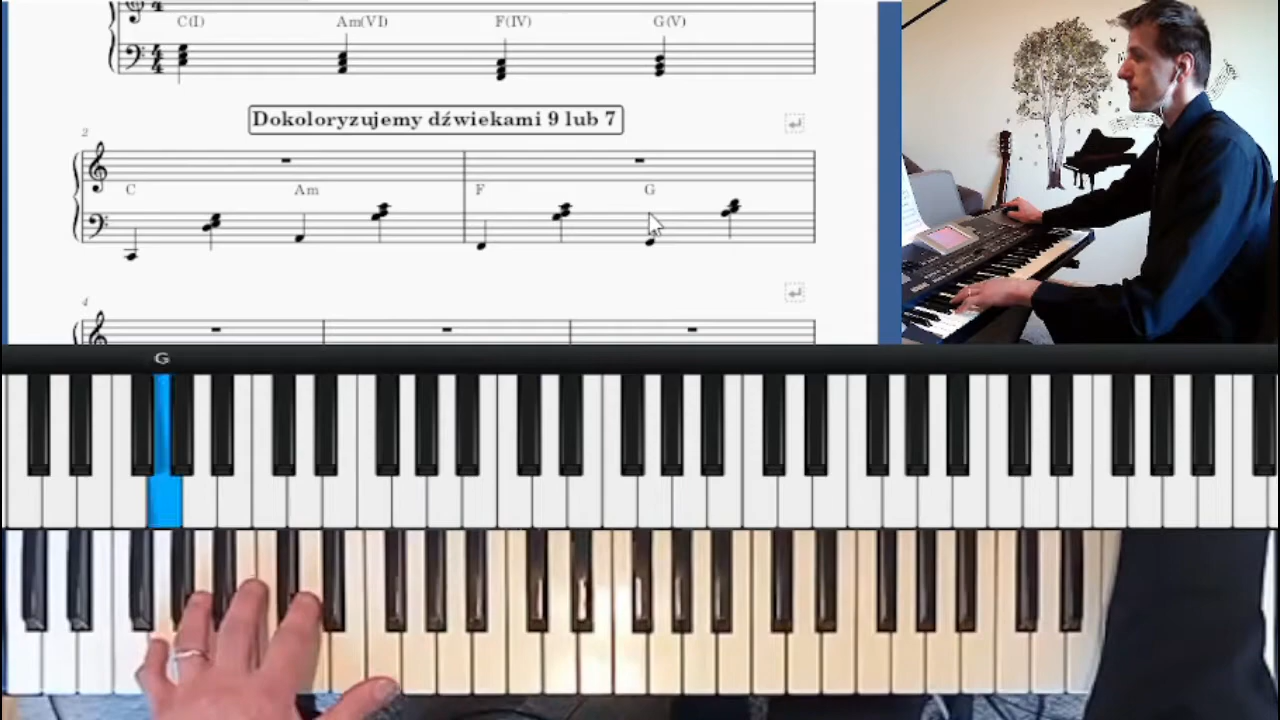 C(I) Am(VI) F(IV) G(V)
Dokoloryzujemy dźwiekami 9 lub 7
2
C Am F G
4
G